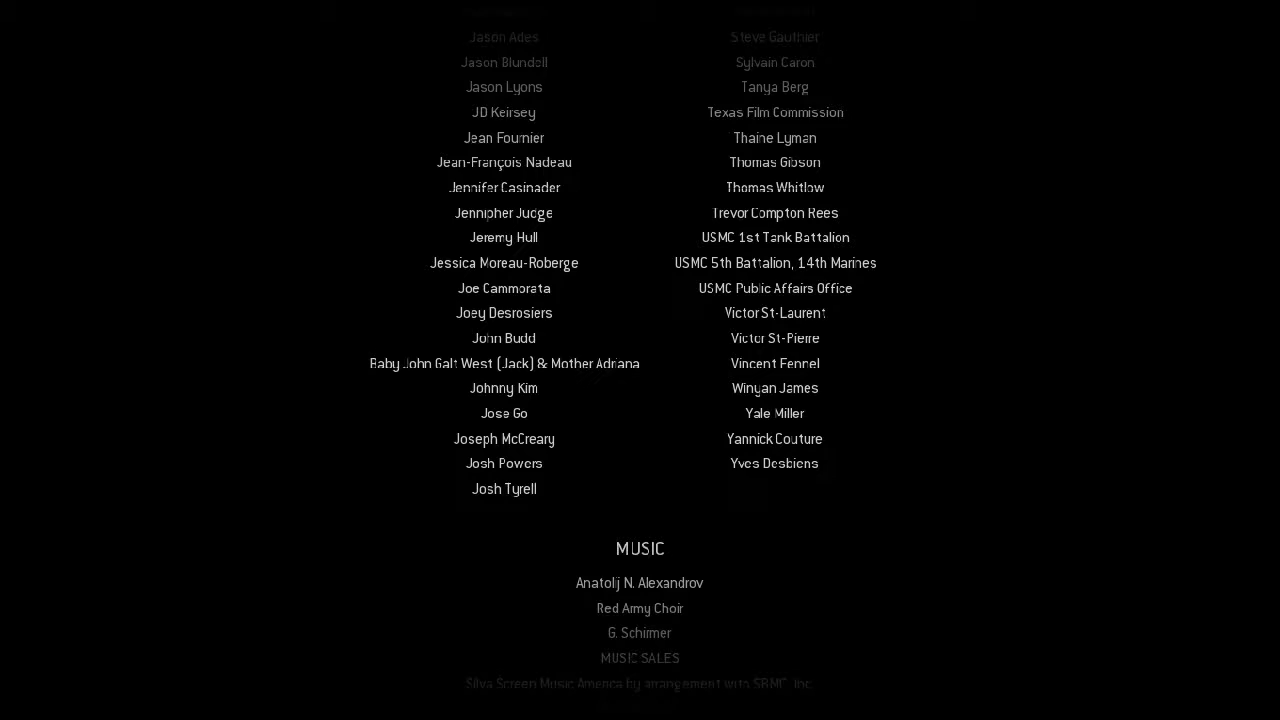 Jason Ades
Jason Blundell
Jason Lyons
JD Keirsey
Jean Fournier
Jean-François Nadeau
Jennifer Casinader
Jennipher Judge
Jeremy Hull
Jessica Moreau-Roberge
Joe Cammorata
Joey Desrosiers
John Budd
Baby John Galt West (Jack) & Mother Adriana
Johnny Kim
Jose Go
Joseph McCreary
Josh Powers
Josh Tyrell
Steve Gauthier
Sylvain Caron
Tanya Berg
Texas Film Commission
Thaine Lyman
Thomas Gibson
Thomas Whitlow
Trevor Compton Rees
USMC 1st Tank Battalion
USMC 5th Battalion, 14th Marines
USMC Public Affairs Office
Victor St-Laurent
Victor St-Pierre
Vincent Fennel
Winyan James
Yale Miller
Yannick Couture
Yves Desbiens
MUSIC
Anatolij N. Alexandrov
Red Army Choir
G. Schirmer
MUSIC SALES
Silva Screen Music America by arrangement with SBMC, Inc.